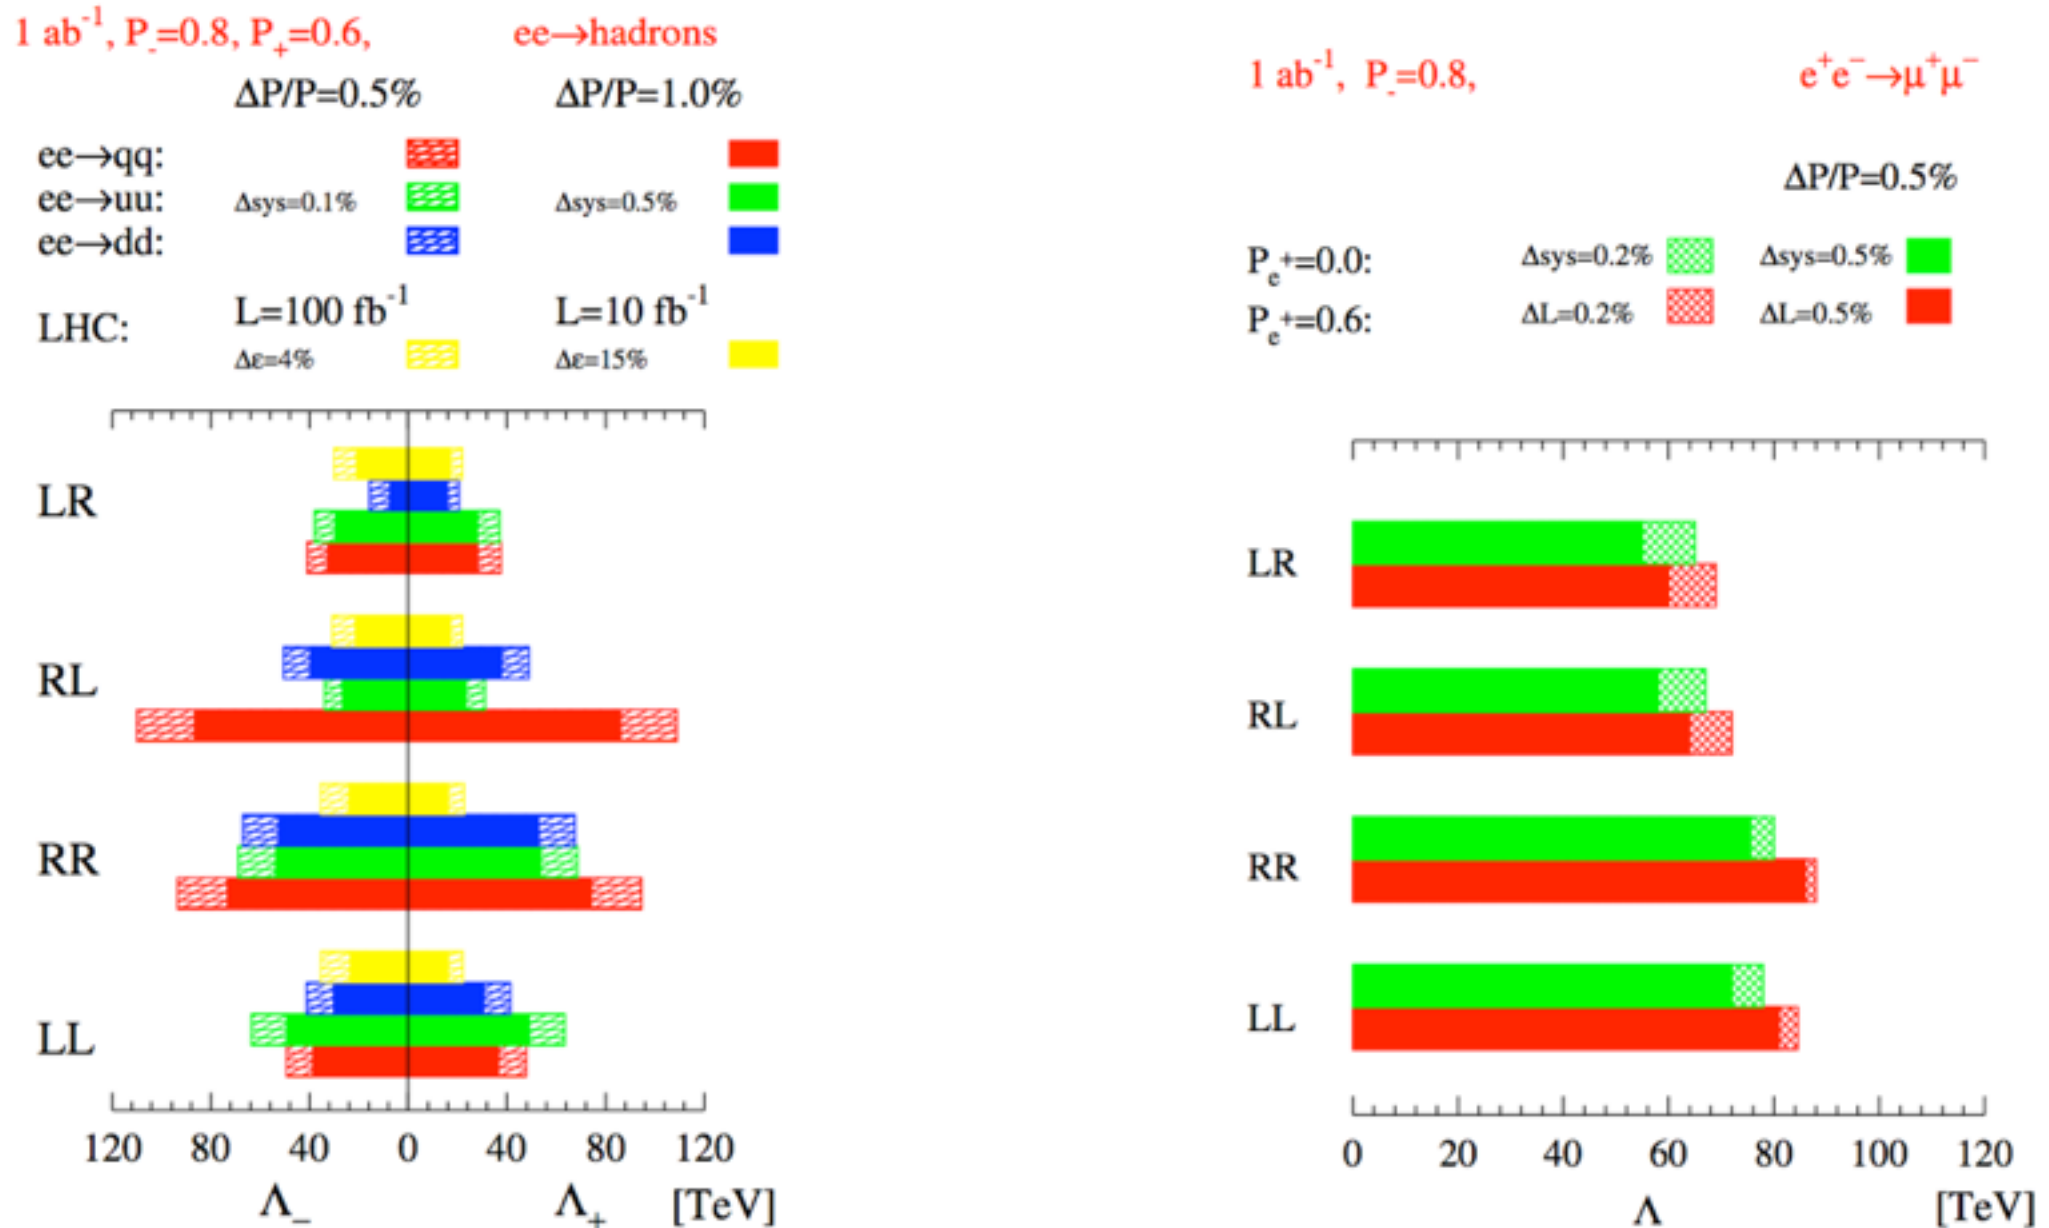 1 ab⁻¹, P₋=0.8, P₊=0.6, ee→hadrons
ΔP/P=0.5% ΔP/P=1.0%
ee→qq:
ee→uu: Δsys=0.1% Δsys=0.5%
ee→dd:
L=100 fb⁻¹ L=10 fb⁻¹
LHC:
Δε=4% Δε=15%
LR
RL
RR
LL
120 80 40 0 40 80 120
Λ₋ Λ₊ [TeV]
1 ab⁻¹, P₋=0.8, e⁺e⁻→μ⁺μ⁻
ΔP/P=0.5%
Pₑ⁺=0.0: Δsys=0.2% Δsys=0.5%
Pₑ⁺=0.6: ΔL=0.2% ΔL=0.5%
LR
RL
RR
LL
0 20 40 60 80 100 120
Λ [TeV]